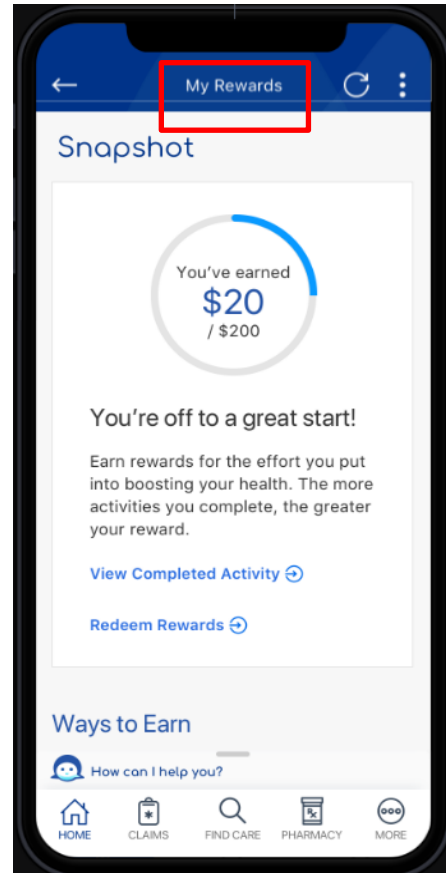 My Rewards
Snapshot
You've earned
$20
/ $200
You're off to a great start!
Earn rewards for the effort you put
into boosting your health. The more
activities you complete, the greater
your reward.
View Completed Activity
Redeem Rewards
Ways to Earn
How can I help you?
Rx
HOME CLAIMS FIND CARE PHARMACY MORE